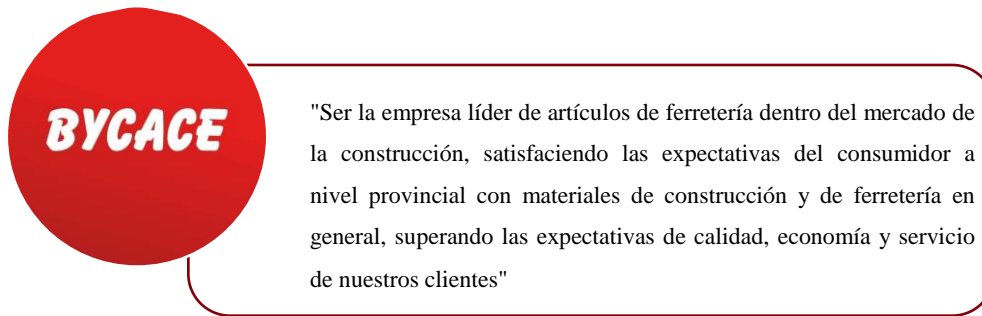 BYCACE
"Ser la empresa líder de artículos de ferretería dentro del mercado de
la construcción, satisfaciendo las expectativas del consumidor a
nivel provincial con materiales de construcción y de ferretería en
general, superando las expectativas de calidad, economía y servicio
de nuestros clientes"